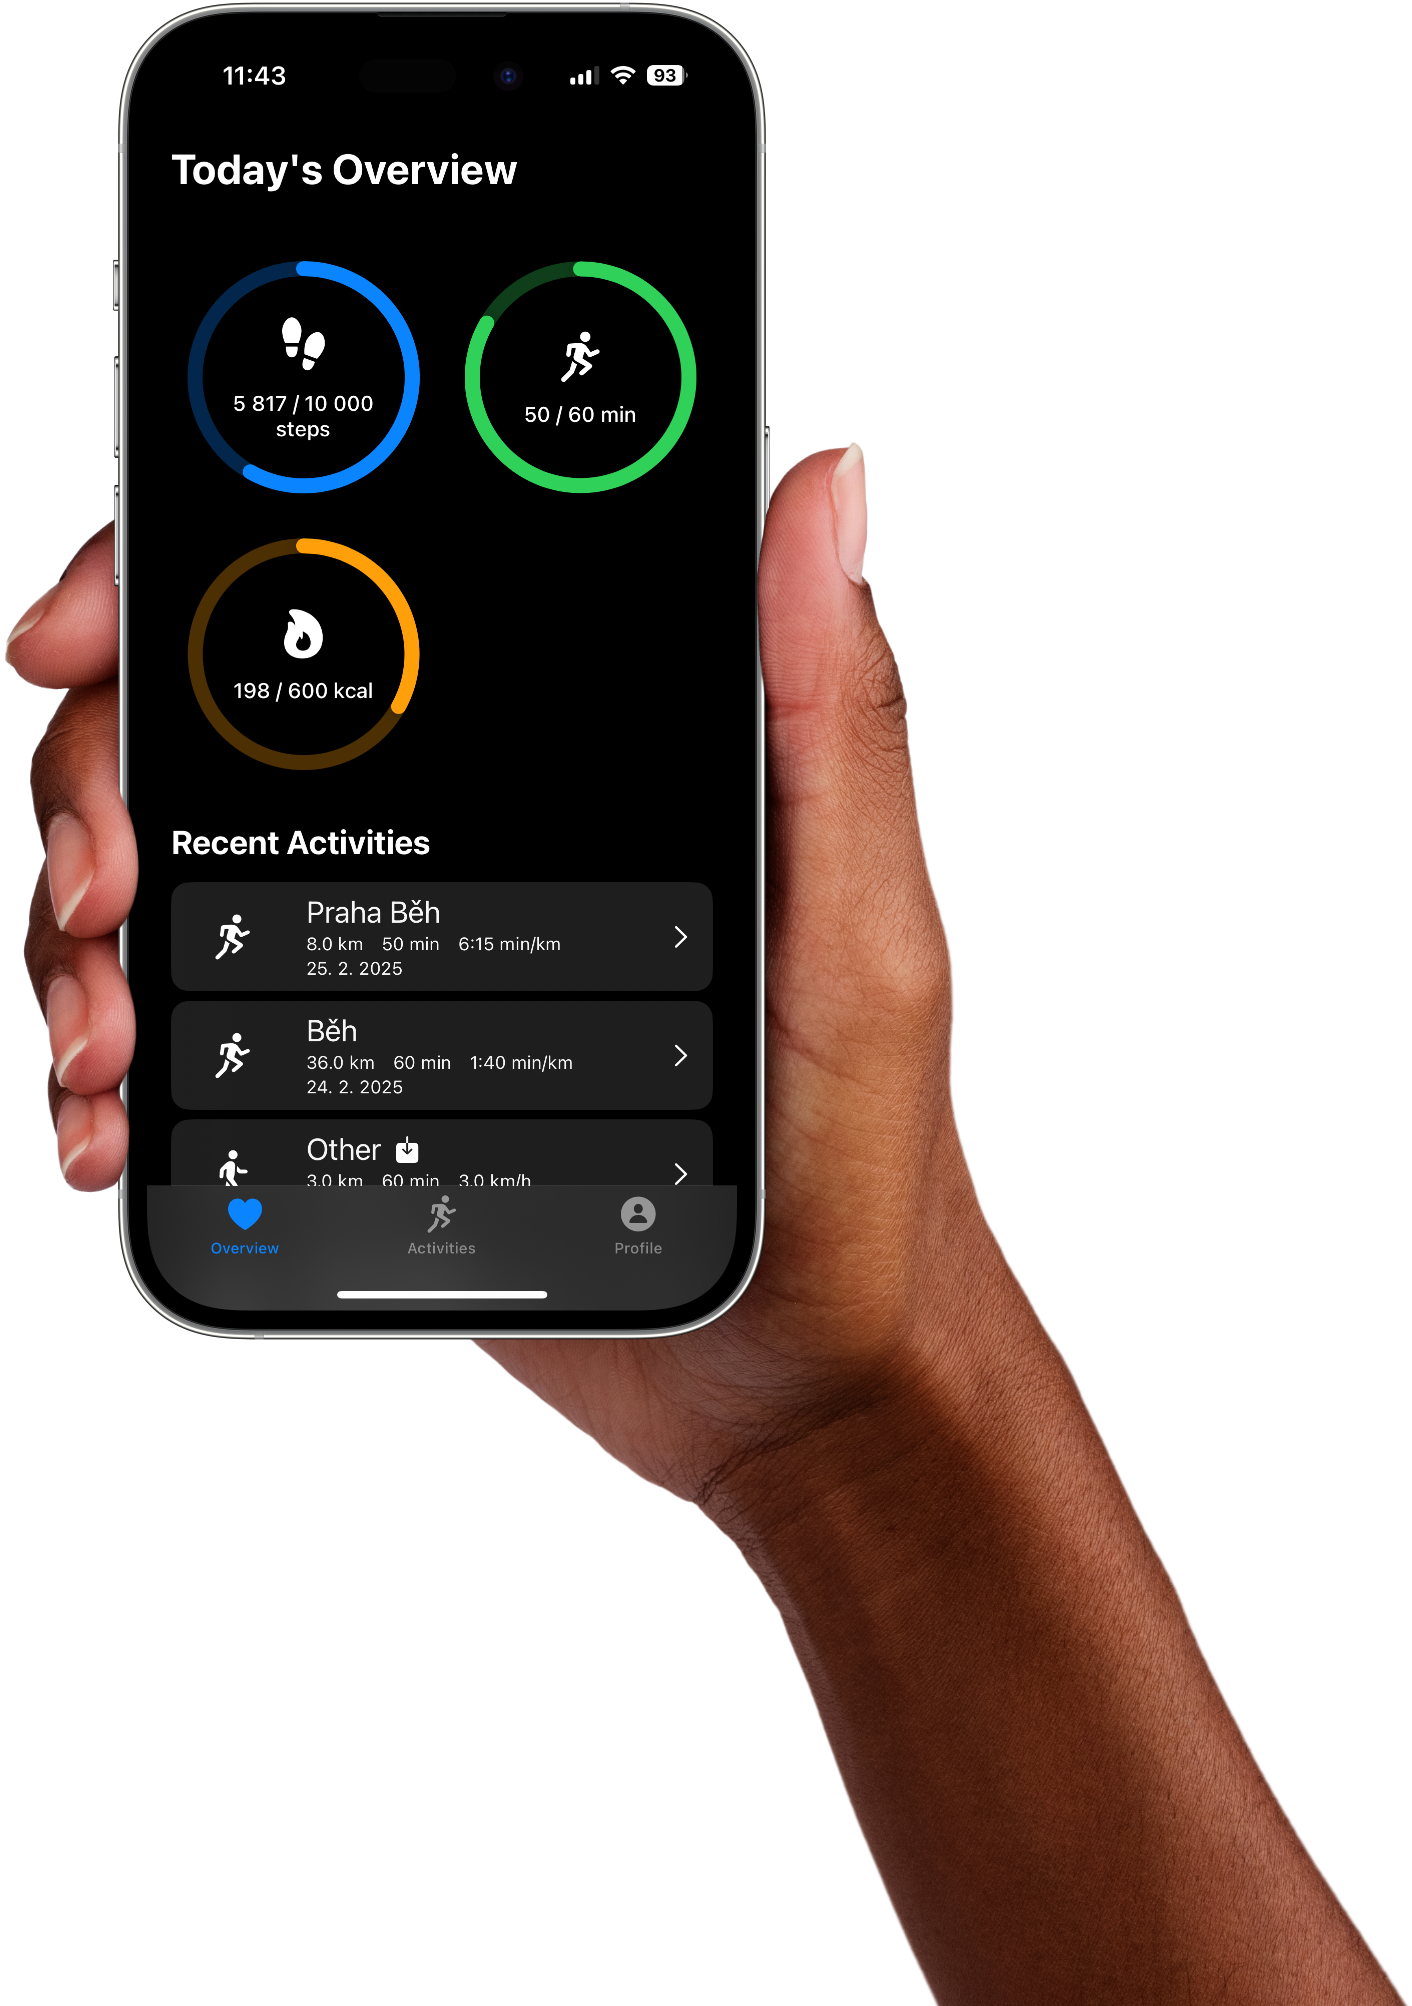 11:43
93
Today's Overview
5 817 / 10 000
steps
50 / 60 min
198 / 600 kcal
Recent Activities
Praha Běh
8.0 km 50 min 6:15 min/km
25. 2. 2025
Běh
36.0 km 60 min 1:40 min/km
24. 2. 2025
Other
3.0 km 60 min 3.0 km/h
Overview
Activities
Profile